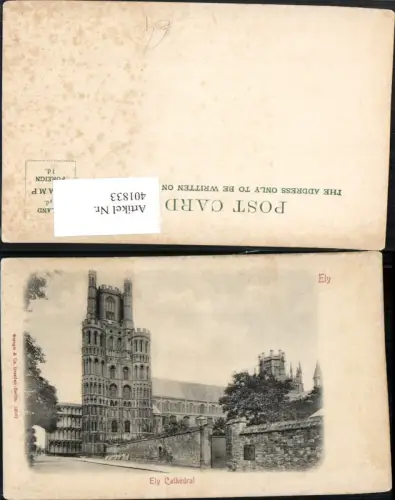 POST CARD
THE ADDRESS ONLY TO BE WRITTEN ON
FOREIGN
1d.
Artikel Nr.
401833
Ely
Ely Cathedral